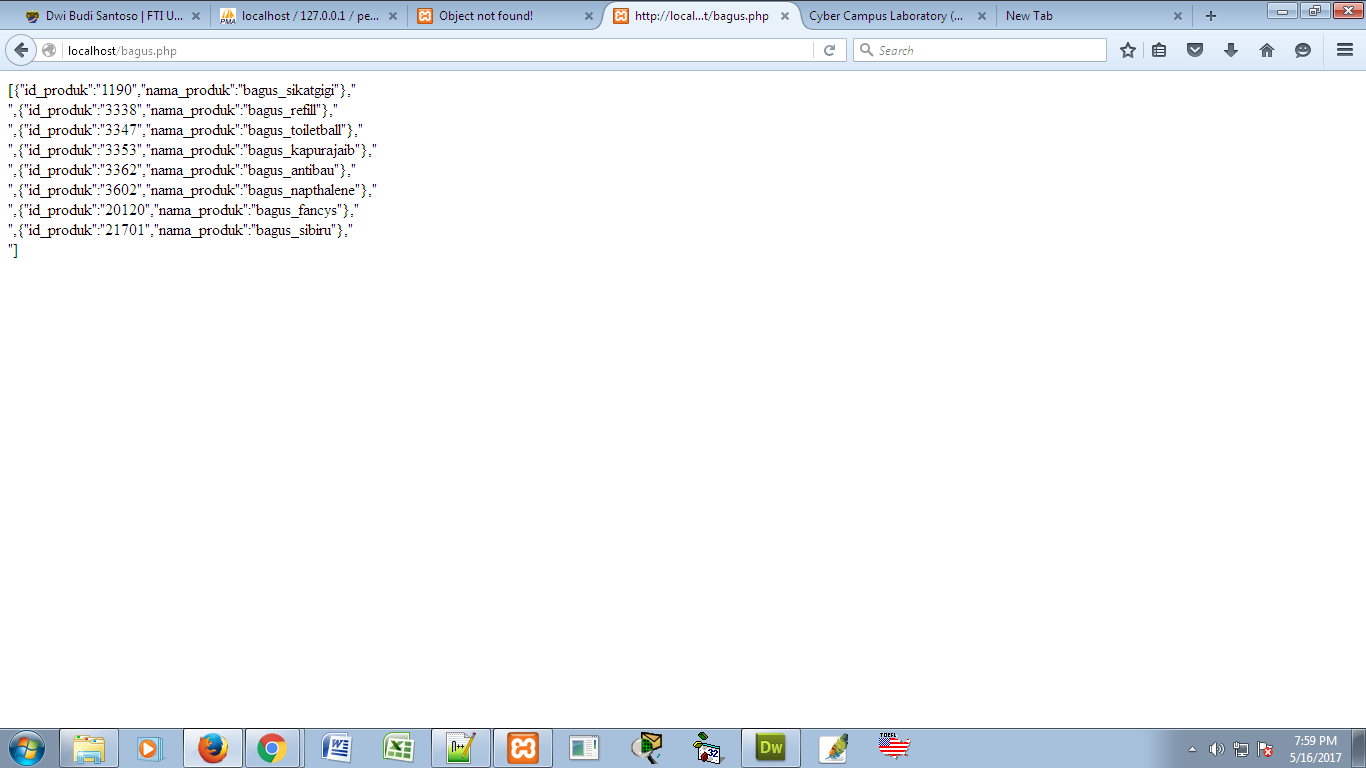 Dwi Budi Santoso | FTI U...
localhost / 127.0.0.1 / pe...
Object not found!
http://local...t/bagus.php
Cyber Campus Laboratory (...
New Tab
localhost/bagus.php
Search
[{"id_produk":"1190","nama_produk":"bagus_sikatgigi"},"
",{"id_produk":"3338","nama_produk":"bagus_refill"},"
",{"id_produk":"3347","nama_produk":"bagus_toiletball"},"
",{"id_produk":"3353","nama_produk":"bagus_kapurajaib"},"
",{"id_produk":"3362","nama_produk":"bagus_antibau"},"
",{"id_produk":"3602","nama_produk":"bagus_napthalene"},"
",{"id_produk":"20120","nama_produk":"bagus_fancys"},"
",{"id_produk":"21701","nama_produk":"bagus_sibiru"},"
"]
Dw
TOEFL
32
7:59 PM
5/16/2017